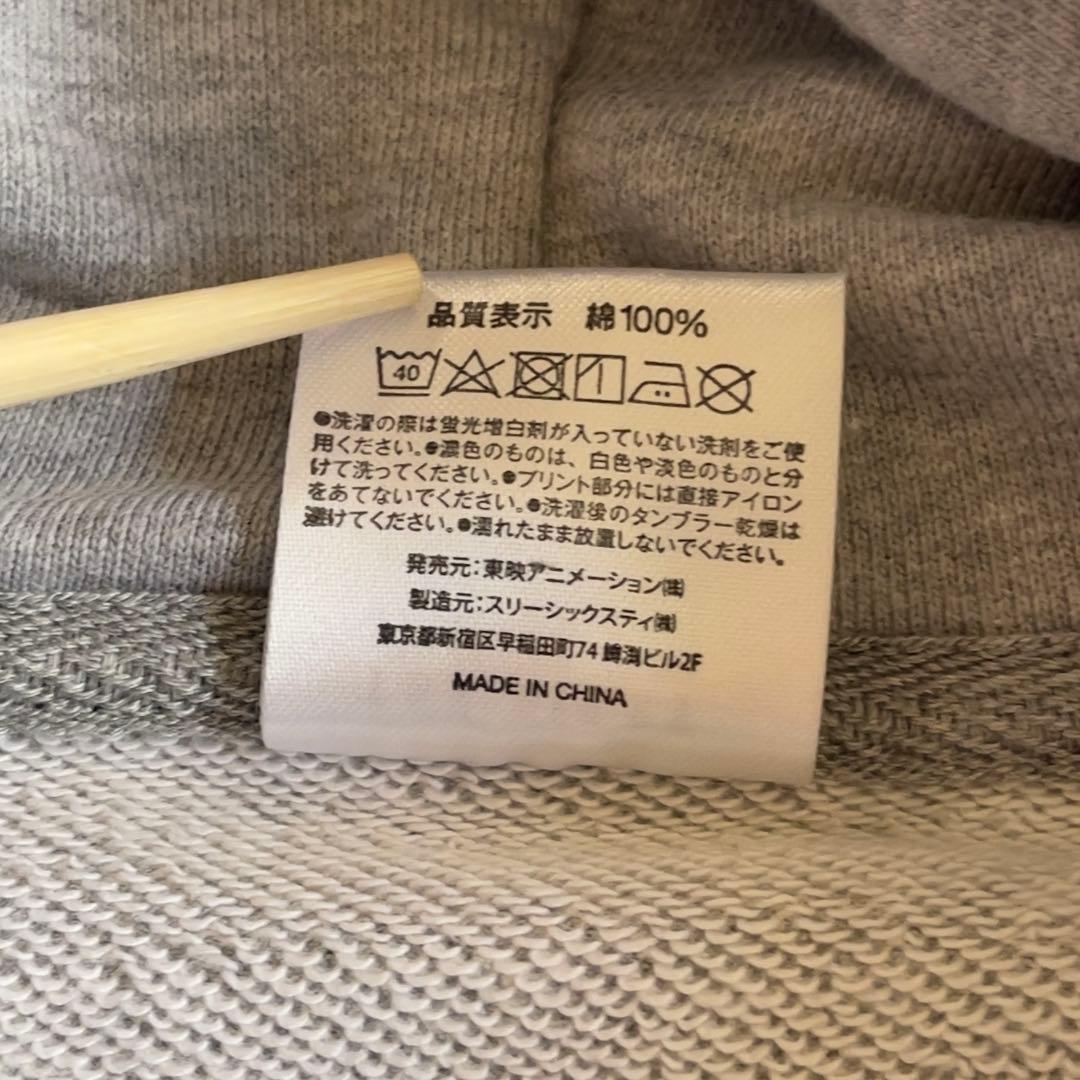 品質表示　綿100%
40
●洗濯の際は蛍光増白剤が入っていない洗剤をご使
用ください。●濃色のものは、白色や淡色のものと分
けて洗ってください。●プリント部分には直接アイロン
をあてないでください。●洗濯後のタンブラー乾燥は
避けてください。●濡れたまま放置しないでください。
発売元：東映アニメーション㈱
製造元：スリーシックスティ㈱
東京都新宿区早稲田町74 ビル2F
MADE IN CHINA